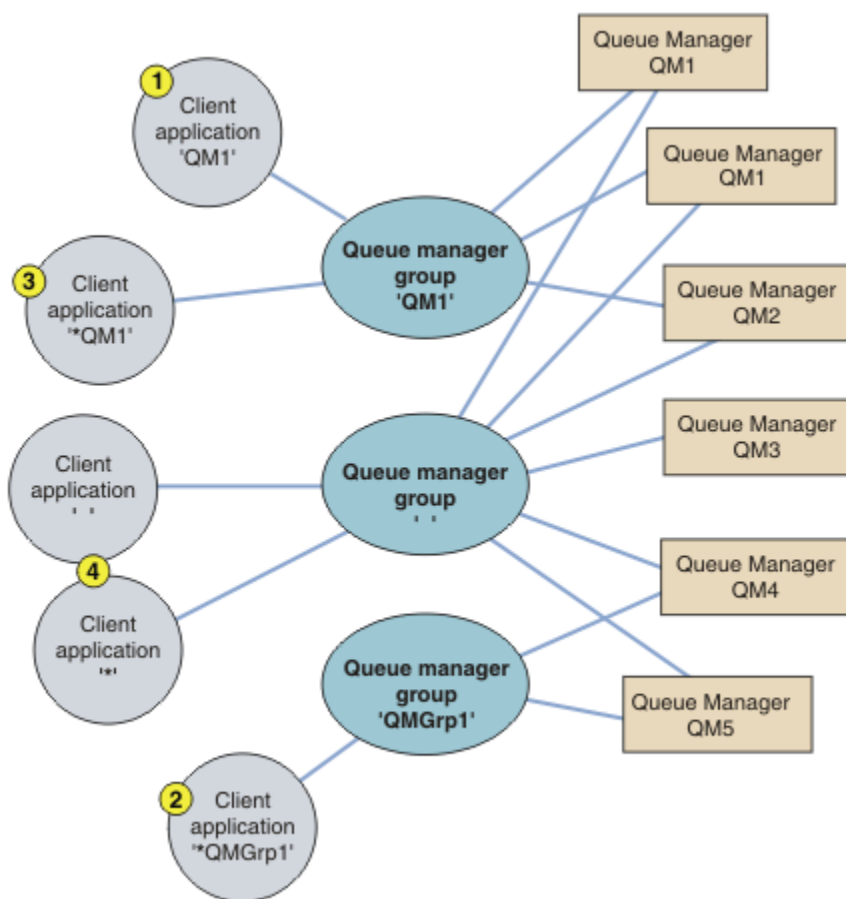 1
Client
application
'QM1'
3
Client
application
'*QM1'
Client
application
' '
4
Client
application
'*'
2
Client
application
'*QMGrp1'
Queue manager
group
'QM1'
Queue manager
group
' '
Queue manager
group
'QMGrp1'
Queue Manager
QM1
Queue Manager
QM1
Queue Manager
QM2
Queue Manager
QM3
Queue Manager
QM4
Queue Manager
QM5